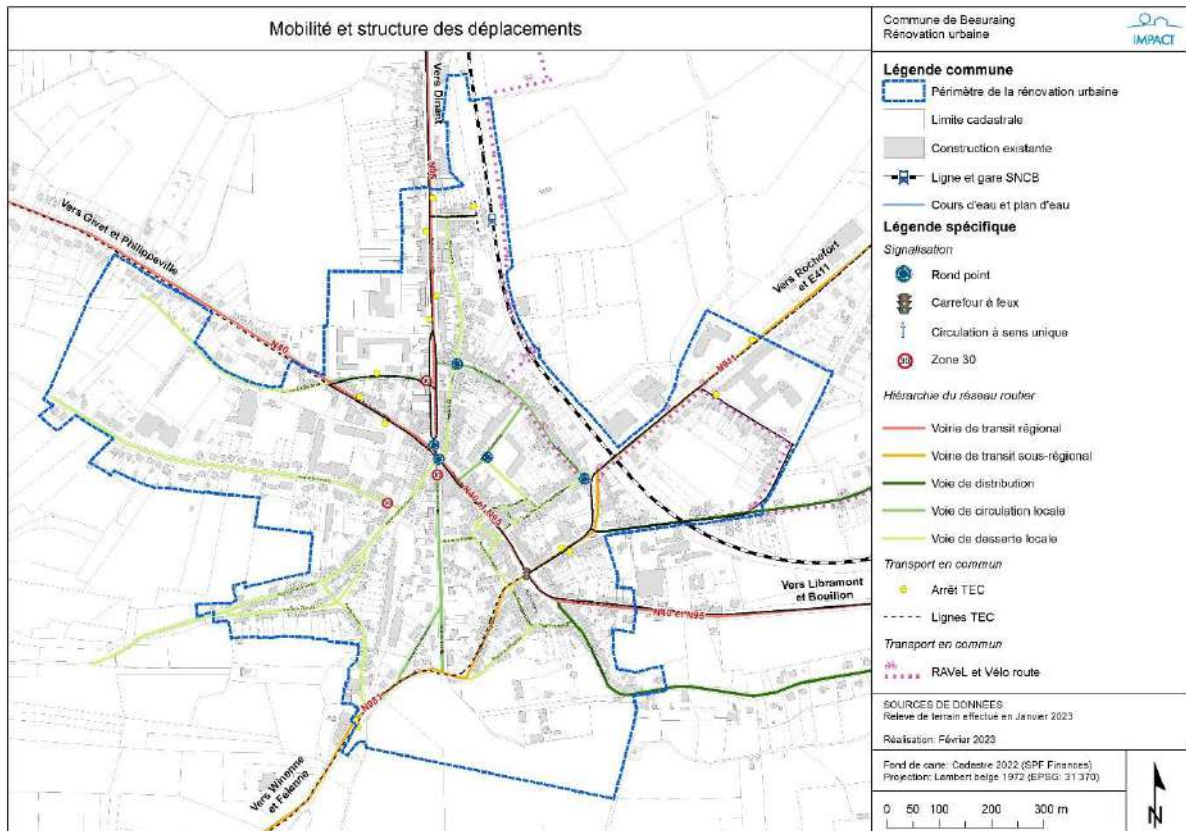 Mobilité et structure des déplacements
Commune de Beauraing
Rénovation urbaine
IMPACT
Légende commune
Périmètre de la rénovation urbaine
Limite cadastrale
Construction existante
Ligne et gare SNCB
Cours d'eau et plan d'eau
Légende spécifique
Signalisation
Rond point
Carrefour à feux
Circulation à sens unique
Zone 30
Hiérarchie du réseau routier
Voirie de transit régional
Voirie de transit sous-régional
Voie de distribution
Voie de circulation locale
Voie de desserte locale
Transport en commun
Arrêt TEC
Lignes TEC
Transport en commun
RAVeL et Vélo route
SOURCES DE DONNÉES
Relevé de terrain effectué en Janvier 2023
Réalisation: Février 2023
Fond de carte: Cadastre 2022 (SPF Finances)
Projection: Lambert belge 1972 (EPSG: 31 370)
0 50 100 200 300 m
N
Vers Dinant
N95
Vers Givet et Philippeville
N40
Vers Rochefort
et E411
N911
N40 et N95
Vers Libramont
et Bouillon
N40 et N95
Vers Winenne
et Felenne